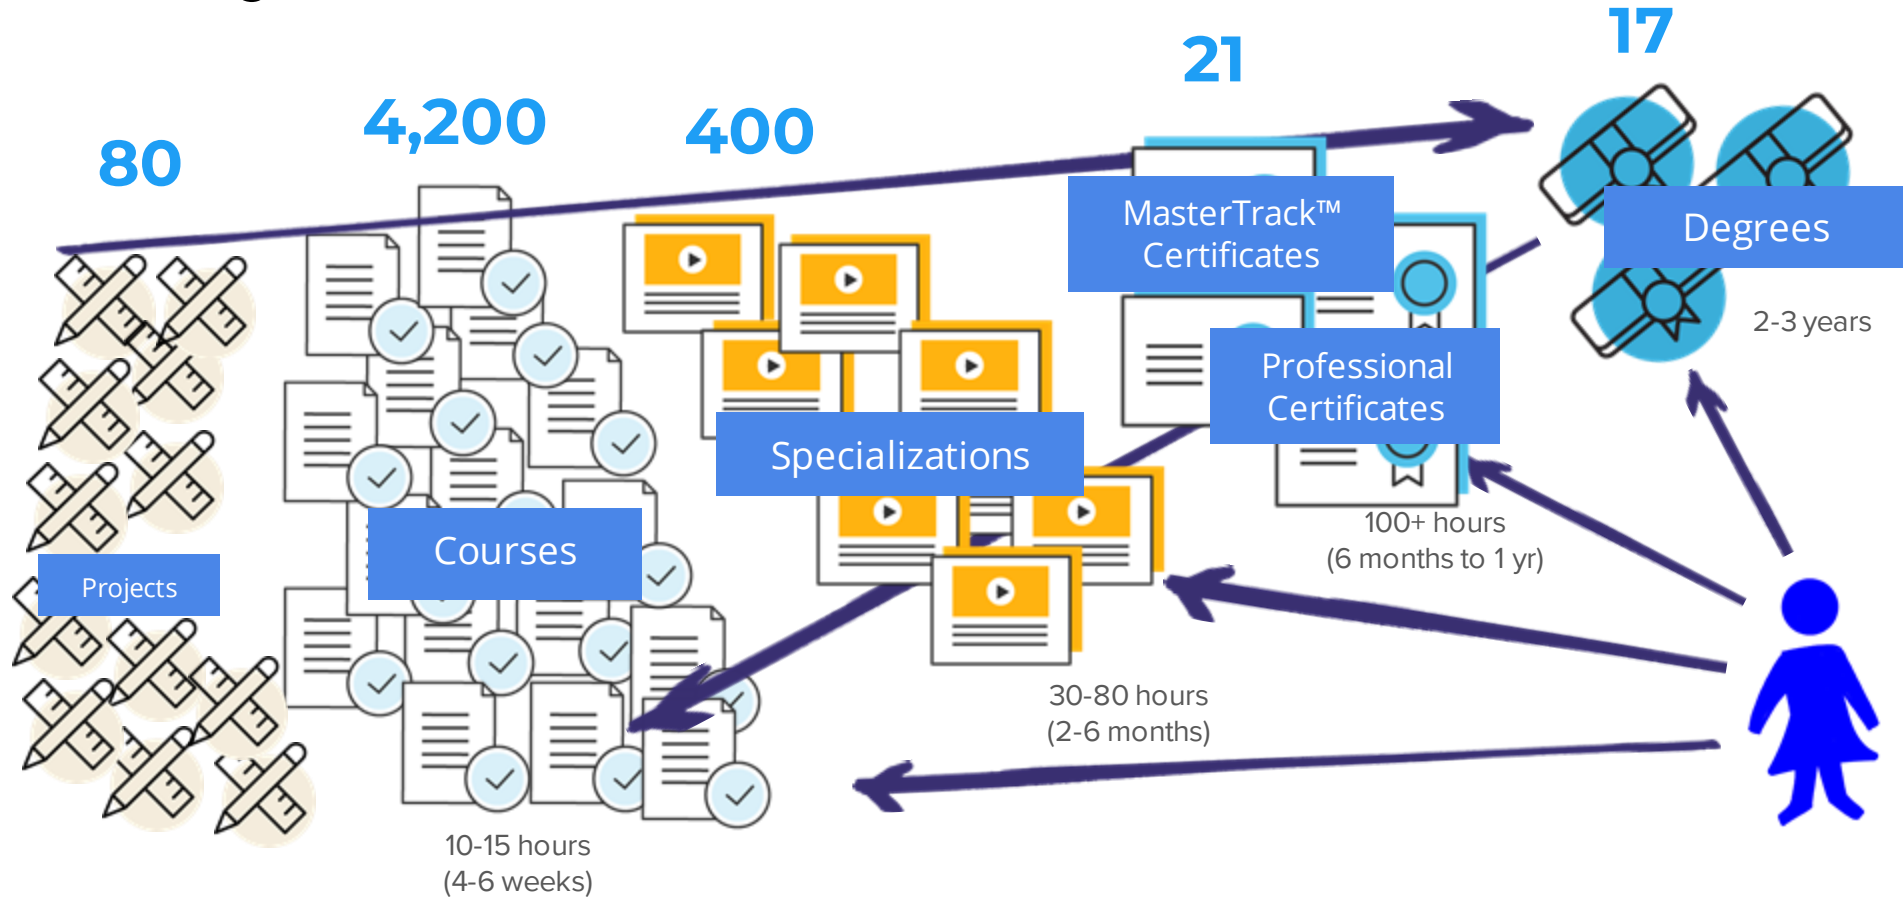 80
4,200
400
21
17
Projects
Courses
10-15 hours
(4-6 weeks)
Specializations
30-80 hours
(2-6 months)
MasterTrack™
Certificates
Professional
Certificates
100+ hours
(6 months to 1 yr)
Degrees
2-3 years